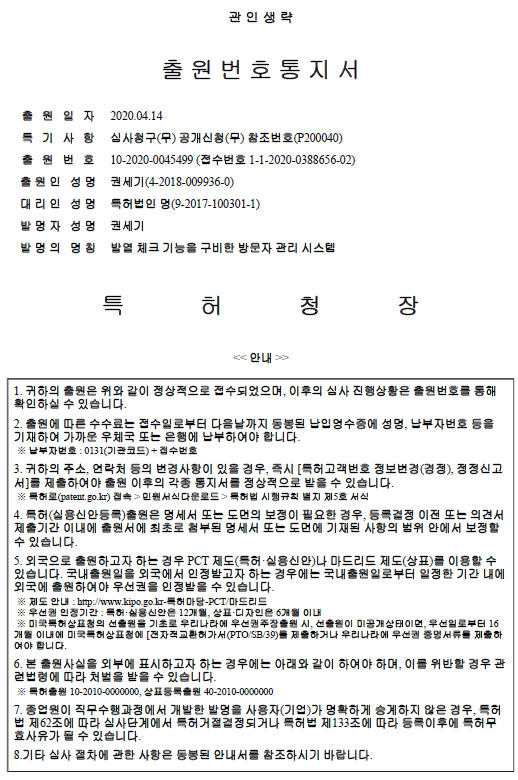 관 인 생 략
출 원 번 호 통 지 서
출 원 일 자 2020.04.14
특 기 사 항 심사청구(무) 공개신청(무) 참조번호(P200040)
출 원 번 호 10-2020-0045499 (접수번호 1-1-2020-0388656-02)
출원인 성명 권세기(4-2018-009936-0)
대리인 성명 특허법인 명(9-2017-100301-1)
발명자 성명 권세기
발명의 명칭 발열 체크 기능을 구비한 방문자 관리 시스템
특 허 청 장
<< 안내 >>
1. 귀하의 출원은 위와 같이 정상적으로 접수되었으며, 이후의 심사 진행상황은 출원번호를 통해
확인하실 수 있습니다.
2. 출원에 따른 수수료는 접수일로부터 다음날까지 동봉된 납입영수증에 성명, 납부자번호 등을
기재하여 가까운 우체국 또는 은행에 납부하여야 합니다.
※ 납부자번호 : 0131(기관코드) + 접수번호
3. 귀하의 주소, 연락처 등의 변경사항이 있을 경우, 즉시 [특허고객번호 정보변경(경정), 정정신고
서]를 제출하여야 출원 이후의 각종 통지서를 정상적으로 받을 수 있습니다.
※ 특허로(patent.go.kr) 접속 > 민원서식다운로드 > 특허법 시행규칙 별지 제5호 서식
4. 특허(실용신안등록)출원은 명세서 또는 도면의 보정이 필요한 경우, 등록결정 이전 또는 의견서
제출기간 이내에 출원서에 최초로 첨부된 명세서 또는 도면에 기재된 사항의 범위 안에서 보정할
수 있습니다.
5. 외국으로 출원하고자 하는 경우 PCT 제도(특허·실용신안)나 마드리드 제도(상표)를 이용할 수
있습니다. 국내출원일을 외국에서 인정받고자 하는 경우에는 국내출원일로부터 일정한 기간 내에
외국에 출원하여야 우선권을 인정받을 수 있습니다.
※ 제도 안내 : http://www.kipo.go.kr-특허마당-PCT/마드리드
※ 우선권 인정기간 : 특허·실용신안은 12개월, 상표·디자인은 6개월 이내
※ 미국특허상표청의 선출원을 기초로 우리나라에 우선권주장출원 시, 선출원이 미공개상태이면, 우선일로부터 16
개월 이내에 미국특허상표청에 [전자적교환허가서(PTO/SB/39)를 제출하거나 우리나라에 우선권 증명서류를 제출하
여야 합니다.
6. 본 출원사실을 외부에 표시하고자 하는 경우에는 아래와 같이 하여야 하며, 이를 위반할 경우 관
련법령에 따라 처벌을 받을 수 있습니다.
※ 특허출원 10-2010-0000000, 상표등록출원 40-2010-0000000
7. 종업원이 직무수행과정에서 개발한 발명을 사용자(기업)가 명확하게 승계하지 않은 경우, 특허
법 제62조에 따라 심사단계에서 특허거절결정되거나 특허법 제133조에 따라 등록이후에 특허무
효사유가 될 수 있습니다.
8.기타 심사 절차에 관한 사항은 동봉된 안내서를 참조하시기 바랍니다.